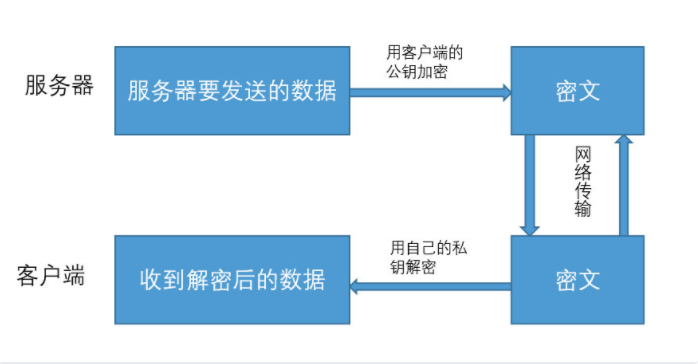 服务器
服务器要发送的数据
用客户端的
公钥加密
密文
网络传输
客户端
收到解密后的数据
用自己的私
钥解密
密文